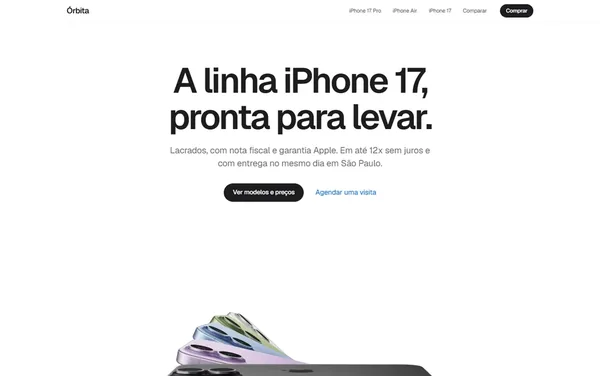 Órbita
iPhone 17 Pro
iPhone Air
iPhone 17
Comparar
Comprar
A linha iPhone 17,
pronta para levar.
Lacrados, com nota fiscal e garantia Apple. Em até 12x sem juros e
com entrega no mesmo dia em São Paulo.
Ver modelos e preços
Agendar uma visita